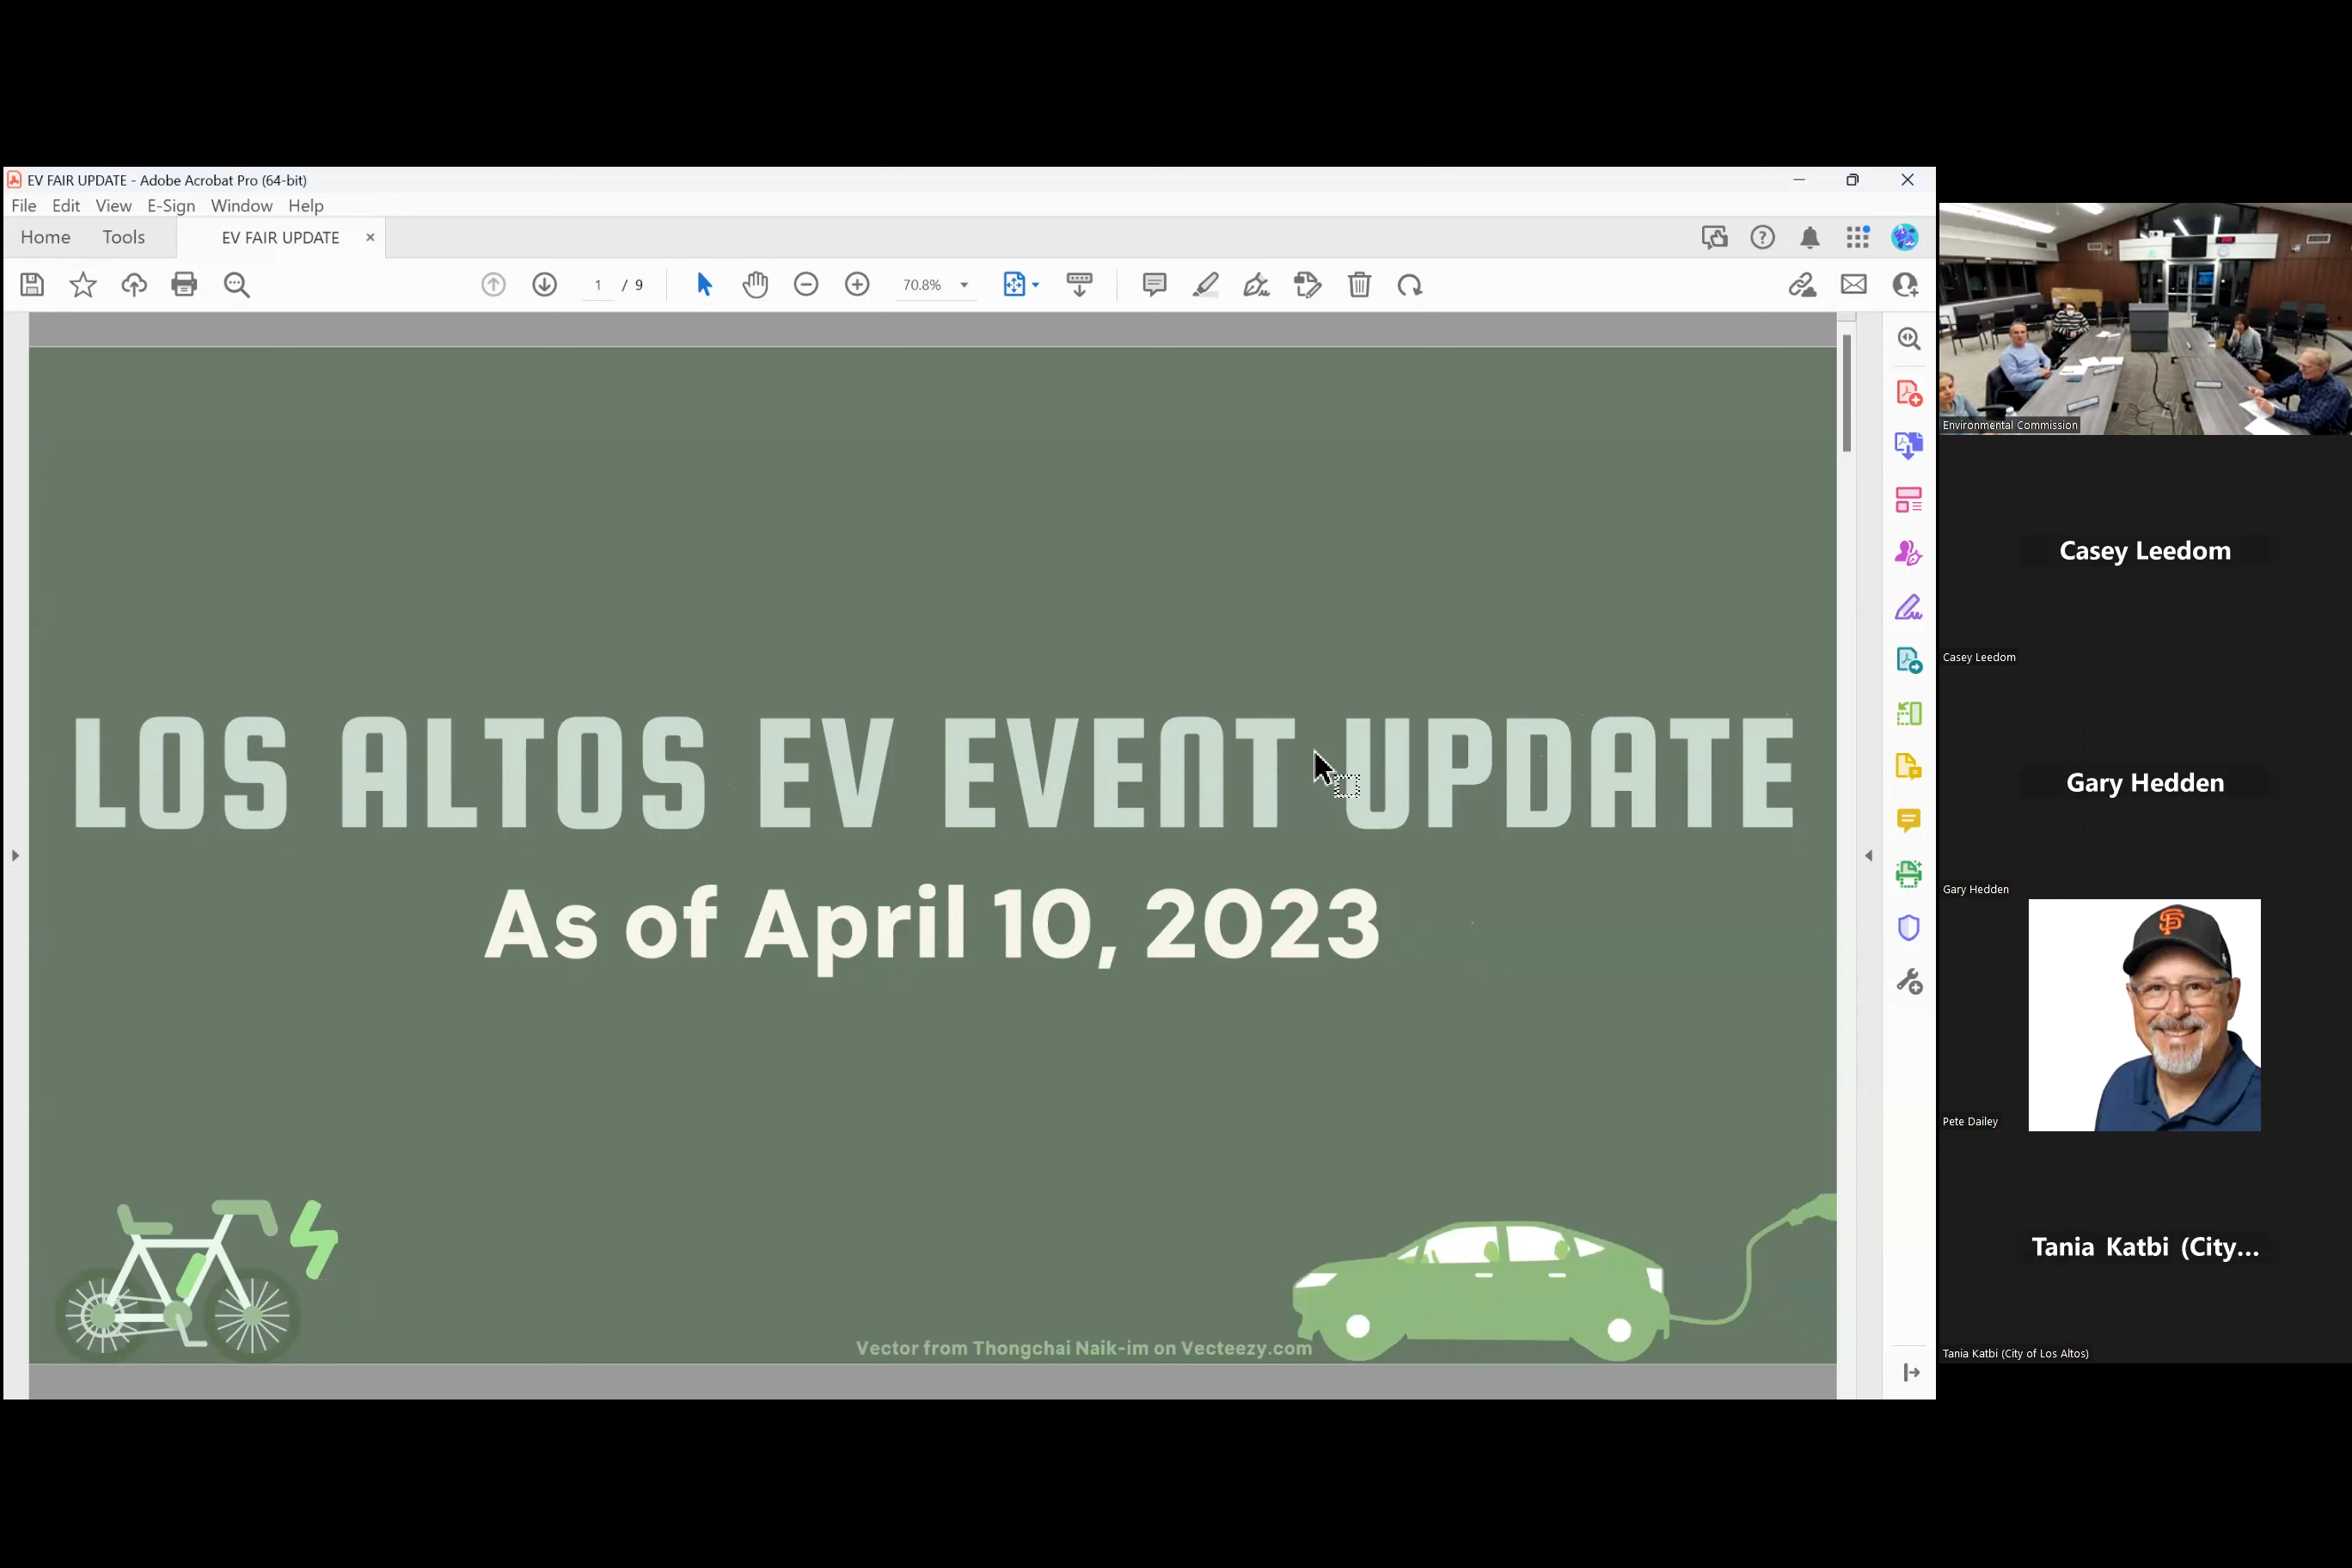 EV FAIR UPDATE - Adobe Acrobat Pro (64-bit)
File Edit View E-Sign Window Help
Home Tools EV FAIR UPDATE
1 / 9 70.8%
LOS ALTOS EV EVENT UPDATE
As of April 10, 2023
Vector from Thongchai Naik-im on Vecteezy.com
Environmental Commission
Casey Leedom
Casey Leedom
Gary Hedden
Gary Hedden
Pete Dailey
Tania Katbi (City...
Tania Katbi (City of Los Altos)